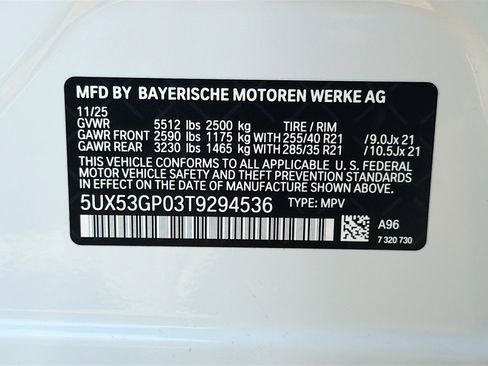 MFD BY BAYERISCHE MOTOREN WERKE AG
11/25
GVWR 5512 lbs 2500 kg TIRE / RIM
GAWR FRONT 2590 lbs 1175 kg WITH 255/40 R21 /9.0Jx 21
GAWR REAR 3230 lbs 1465 kg WITH 285/35 R21 /10.5Jx 21
THIS VEHICLE CONFORMS TO ALL APPLICABLE U. S. FEDERAL
MOTOR VEHICLE SAFETY AND THEFT PREVENTION STANDARDS
IN EFFECT ON THE DATE OF MANUFACTURE SHOWN ABOVE.
5UX53GP03T9294536 TYPE: MPV
A96
7 320 730